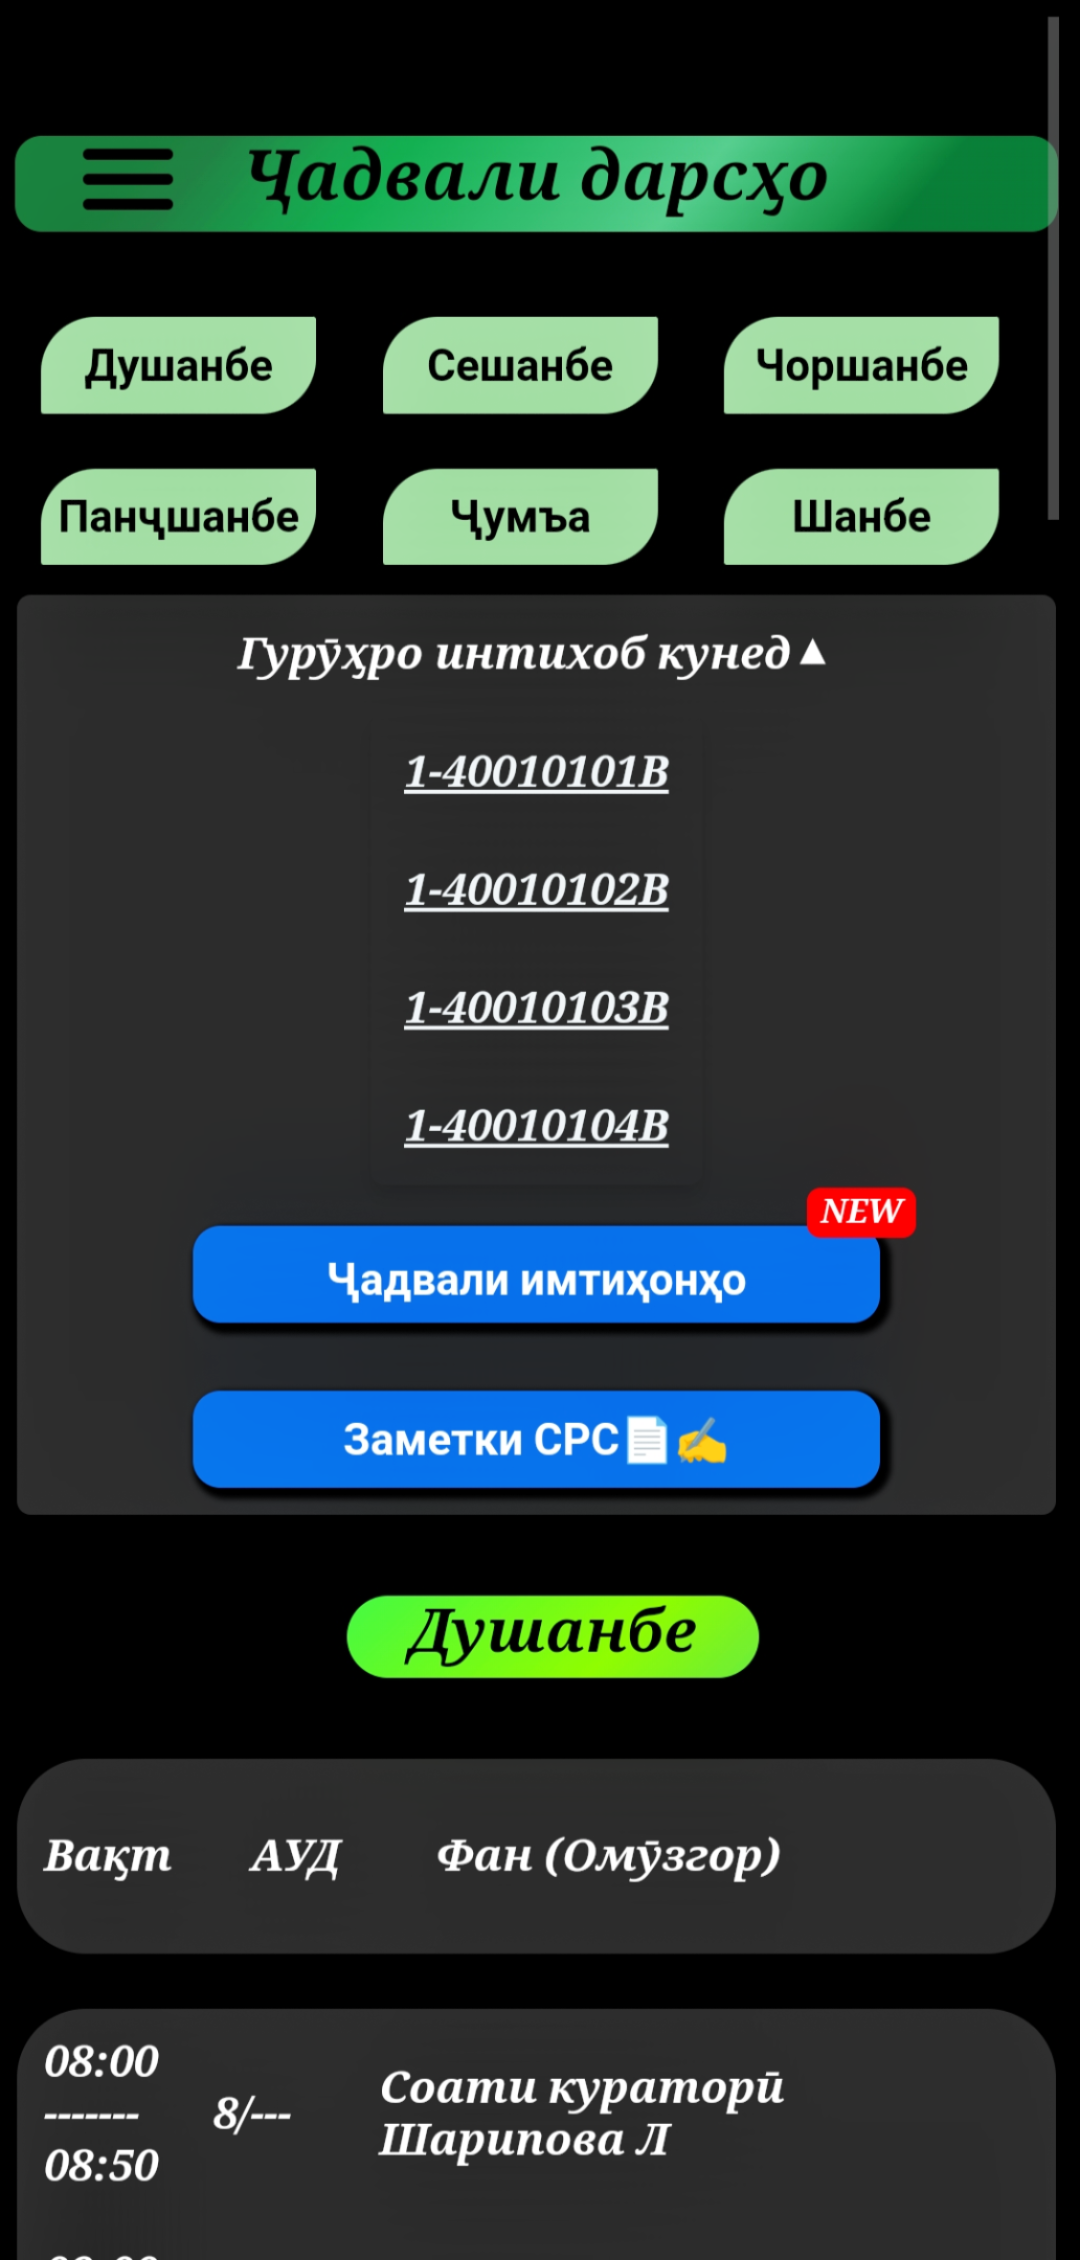 Ҷадвали дарсҳо
Душанбе Сешанбе Чоршанбе
Панҷшанбе Ҷумъа Шанбе
Гурӯҳро интихоб кунед▲
1-40010101В
1-40010102В
1-40010103В
1-40010104В
NEW
Ҷадвали имтиҳонҳо
Заметки СРС📄✍
Душанбе
Вақт АУД Фан (Омӯзгор)
08:00
-------
08:50
8/---
Соати кураторӣ
Шарипова Л